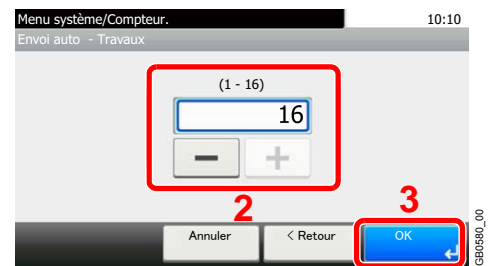 Menu système/Compteur. 10:10
Envoi auto - Travaux
(1 - 16)
16
− +
2
3
Annuler < Retour OK
GB0580_00